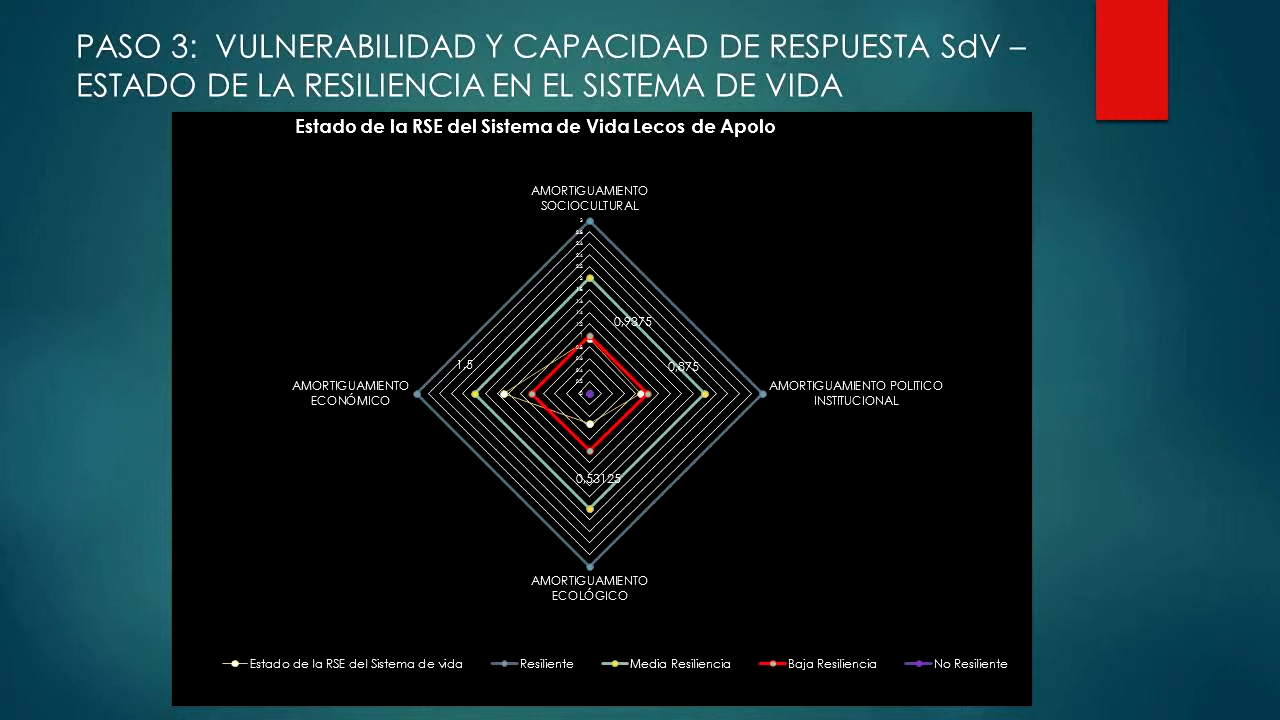 PASO 3: VULNERABILIDAD Y CAPACIDAD DE RESPUESTA SdV –
ESTADO DE LA RESILIENCIA EN EL SISTEMA DE VIDA
Estado de la RSE del Sistema de Vida Lecos de Apolo
AMORTIGUAMIENTO
SOCIOCULTURAL
0,9375
1,5
0,875
AMORTIGUAMIENTO
ECONÓMICO
AMORTIGUAMIENTO POLITICO
INSTITUCIONAL
0,53125
AMORTIGUAMIENTO
ECOLÓGICO
Estado de la RSE del Sistema de vida
Resiliente
Media Resiliencia
Baja Resiliencia
No Resiliente